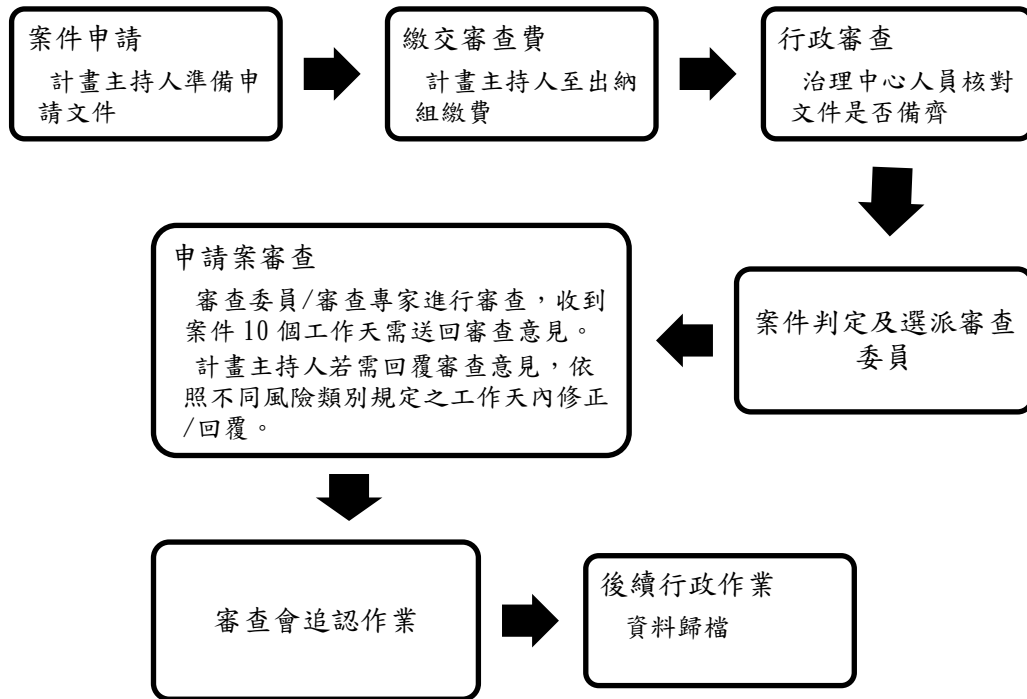 案件申請
計畫主持人準備申
請文件
繳交審查費
計畫主持人至出納
組繳費
行政審查
治理中心人員核對
文件是否備齊
案件判定及選派審查
委員
申請案審查
審查委員/審查專家進行審查，收到
案件 10 個工作天需送回審查意見。
計畫主持人若需回覆審查意見，依
照不同風險類別規定之工作天內修正
/回覆。
審查會追認作業
後續行政作業
資料歸檔